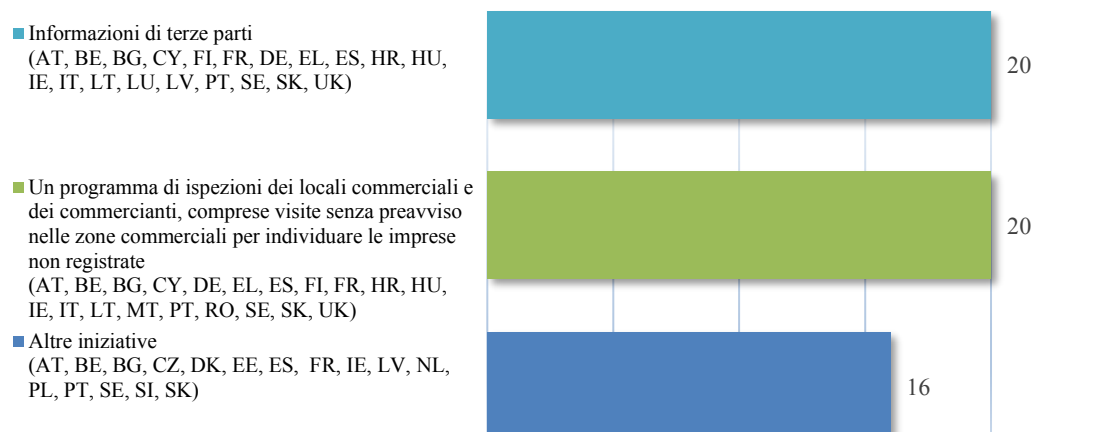 Informazioni di terze parti
(AT, BE, BG, CY, FI, FR, DE, EL, ES, HR, HU,
IE, IT, LT, LU, LV, PT, SE, SK, UK)
20
Un programma di ispezioni dei locali commerciali e
dei commercianti, comprese visite senza preavviso
nelle zone commerciali per individuare le imprese
non registrate
(AT, BE, BG, CY, DE, EL, ES, FI, FR, HR, HU,
IE, IT, LT, MT, PT, RO, SE, SK, UK)
20
Altre iniziative
(AT, BE, BG, CZ, DK, EE, ES, FR, IE, LV, NL,
PL, PT, SE, SI, SK)
16